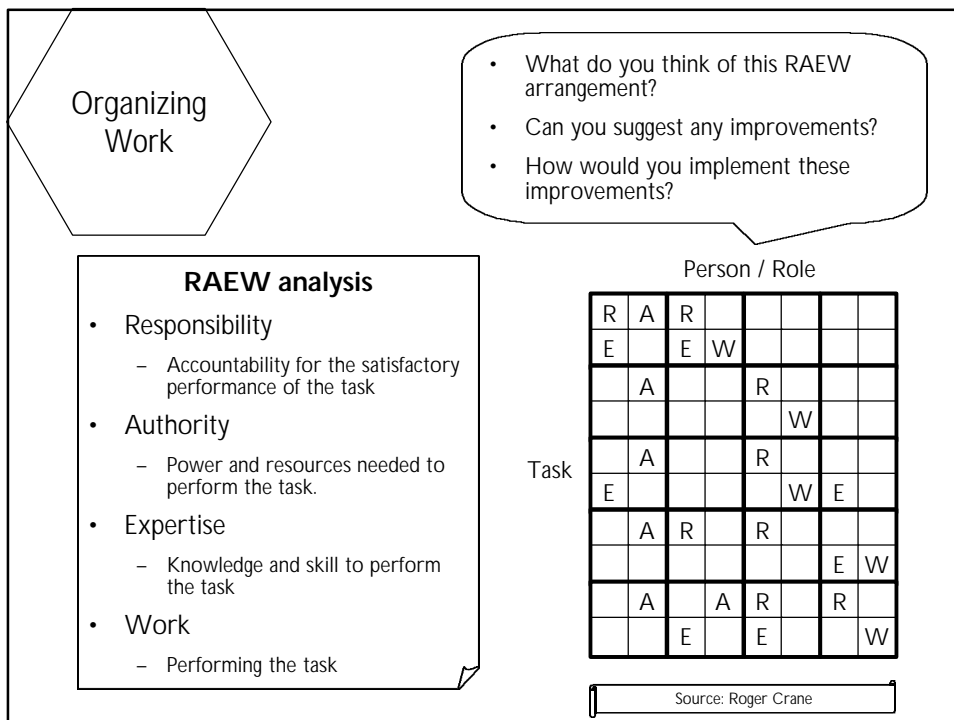 Organizing
Work
• What do you think of this RAEW
arrangement?
• Can you suggest any improvements?
• How would you implement these
improvements?
RAEW analysis
• Responsibility
– Accountability for the satisfactory
performance of the task
• Authority
– Power and resources needed to
perform the task.
• Expertise
– Knowledge and skill to perform
the task
• Work
– Performing the task
Person / Role
Task
R A R
E E W
A R
W
A R
E W E
A R R
E W
A A R R
E E W
Source: Roger Crane